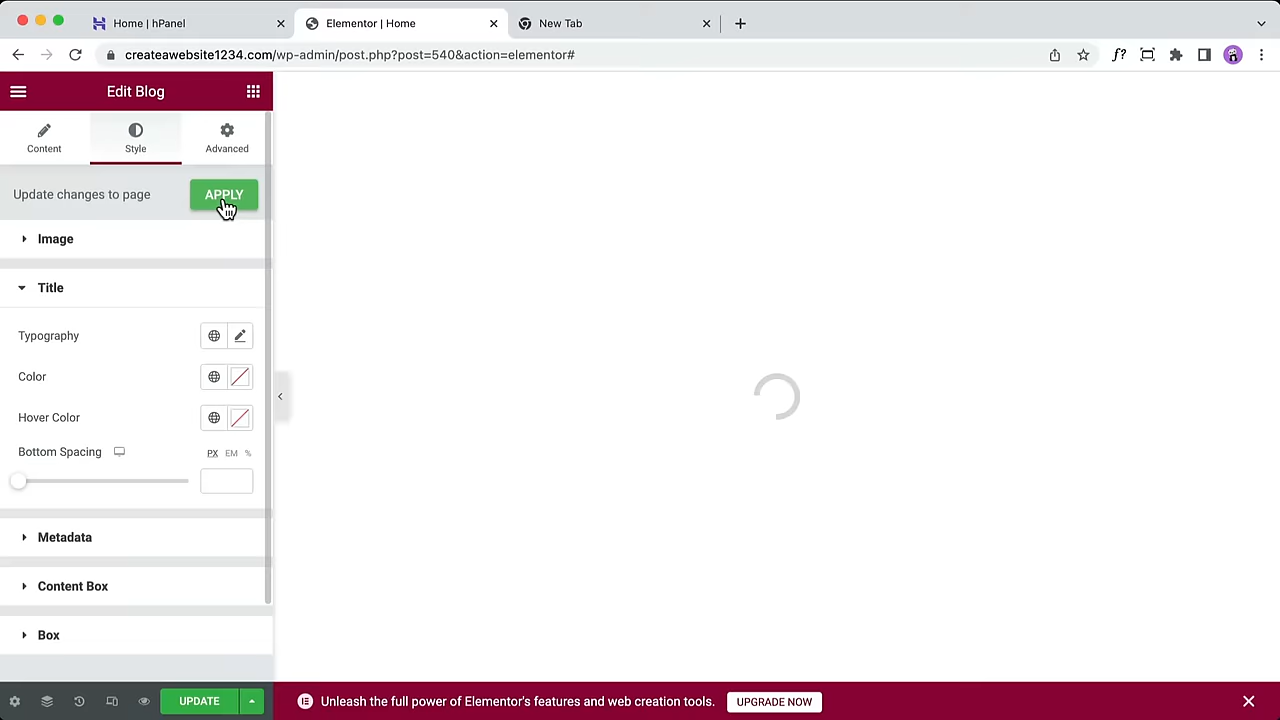 Home | hPanel
Elementor | Home
New Tab
createawebsite1234.com/wp-admin/post.php?post=540&action=elementor#
f?
Edit Blog
Content
Style
Advanced
Update changes to page
APPLY
Image
Title
Typography
Color
Hover Color
Bottom Spacing
PX EM %
Metadata
Content Box
Box
UPDATE
Unleash the full power of Elementor's features and web creation tools.
UPGRADE NOW